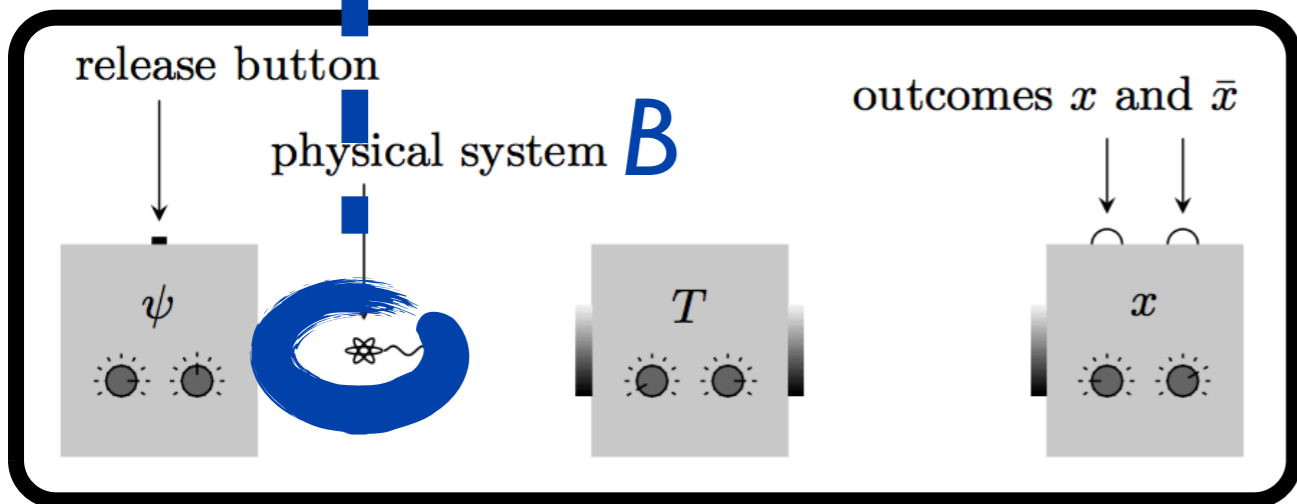 release button
physical system B
outcomes x and x̄
ψ
T
x